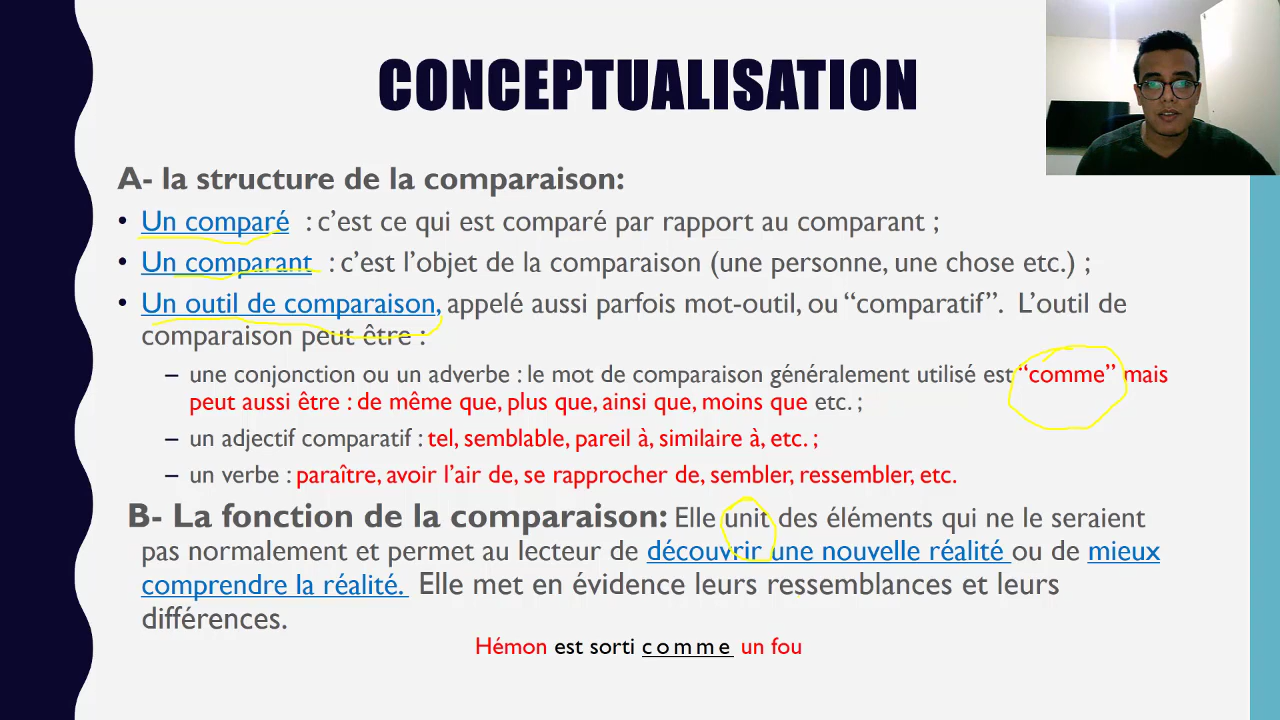 CONCEPTUALISATION
A- la structure de la comparaison:
• Un comparé : c’est ce qui est comparé par rapport au comparant ;
• Un comparant : c’est l’objet de la comparaison (une personne, une chose etc.) ;
• Un outil de comparaison, appelé aussi parfois mot-outil, ou “comparatif”. L’outil de
comparaison peut être :
– une conjonction ou un adverbe : le mot de comparaison généralement utilisé est “comme” mais
peut aussi être : de même que, plus que, ainsi que, moins que etc. ;
– un adjectif comparatif : tel, semblable, pareil à, similaire à, etc. ;
– un verbe : paraître, avoir l’air de, se rapprocher de, sembler, ressembler, etc.
B- La fonction de la comparaison: Elle unit des éléments qui ne le seraient
pas normalement et permet au lecteur de découvrir une nouvelle réalité ou de mieux
comprendre la réalité. Elle met en évidence leurs ressemblances et leurs
différences.
Hémon est sorti comme un fou